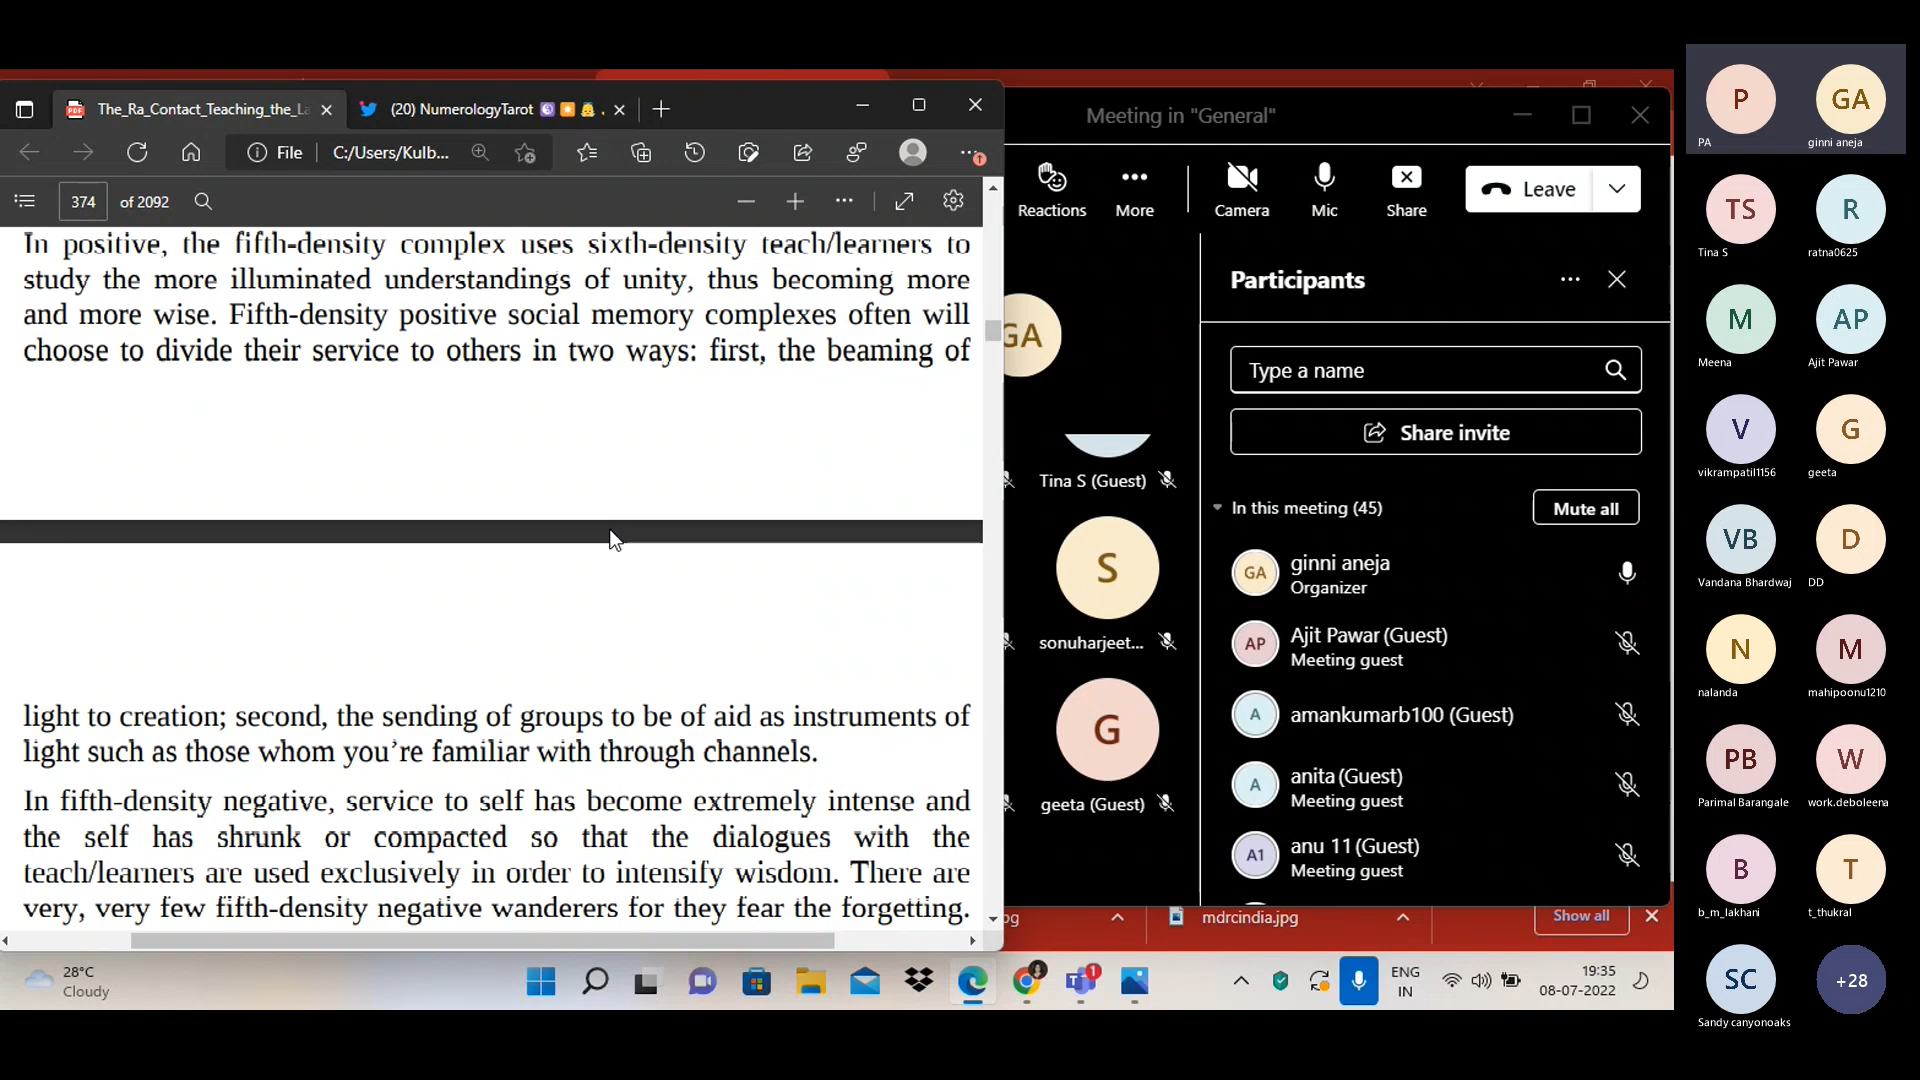 The_Ra_Contact_Teaching_the_La
(20) NumerologyTarot
File
C:/Users/Kulb...
374
of 2092
In positive, the fifth-density complex uses sixth-density teach/learners to
study the more illuminated understandings of unity, thus becoming more
and more wise. Fifth-density positive social memory complexes often will
choose to divide their service to others in two ways: first, the beaming of
light to creation; second, the sending of groups to be of aid as instruments of
light such as those whom you’re familiar with through channels.
In fifth-density negative, service to self has become extremely intense and
the self has shrunk or compacted so that the dialogues with the
teach/learners are used exclusively in order to intensify wisdom. There are
very, very few fifth-density negative wanderers for they fear the forgetting.
Meeting in "General"
Reactions
More
Camera
Mic
Share
Leave
GA
Tina S (Guest)
S
sonuharjeet...
G
geeta (Guest)
Participants
Type a name
Share invite
In this meeting (45)
Mute all
GA
ginni aneja
Organizer
AP
Ajit Pawar (Guest)
Meeting guest
A
amankumarb100 (Guest)
A
anita (Guest)
Meeting guest
A1
anu 11 (Guest)
Meeting guest
mdrcindia.jpg
Show all
28°C
Cloudy
1
ENG
IN
19:35
08-07-2022
P
PA
GA
ginni aneja
TS
Tina S
R
ratna0625
M
Meena
AP
Ajit Pawar
V
vikrampatil1156
G
geeta
VB
Vandana Bhardwaj
D
DD
N
nalanda
M
mahipoonu1210
PB
Parimal Barangale
W
work.deboleena
B
b_m_lakhani
T
t_thukral
SC
Sandy canyonoaks
+28